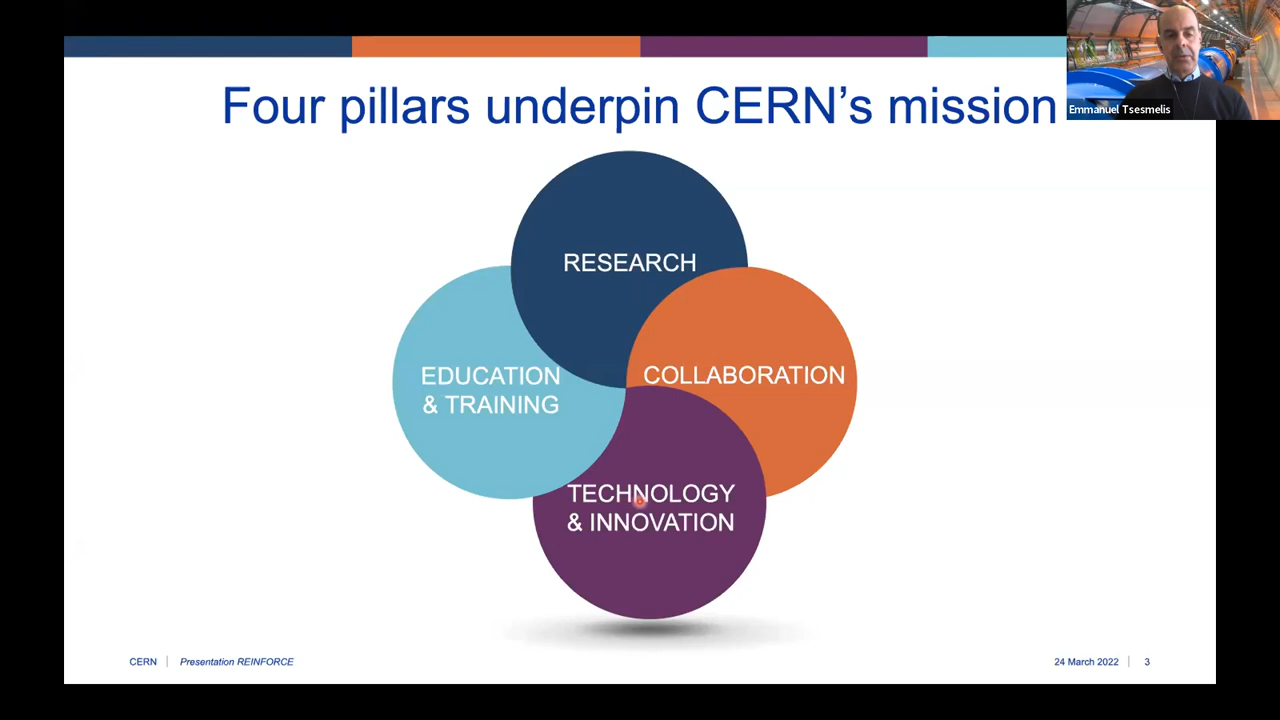 Four pillars underpin CERN's mission
Emmanuel Tsesmelis
RESEARCH
EDUCATION
& TRAINING
COLLABORATION
TECHNOLOGY
& INNOVATION
CERN
Presentation REINFORCE
24 March 2022
3